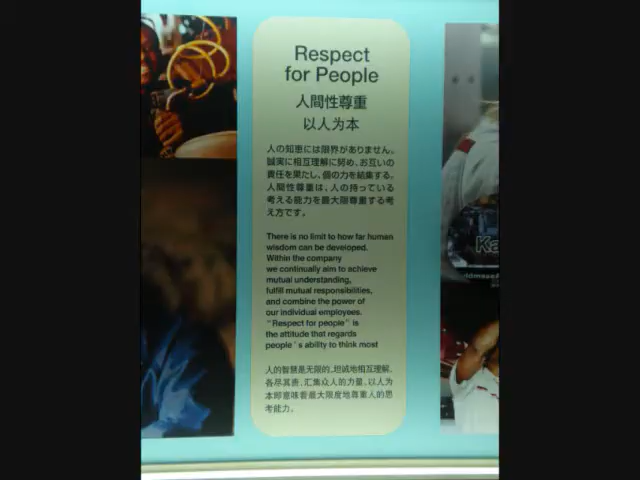 Respect
for People
人間性尊重
以人为本
人の知恵には限界がありません。
誠実に相互理解に努め、お互いの
責任を果たし、個の力を結集する。
人間性尊重は、人の持っている
考える能力を最大限尊重する考
え方です。
There is no limit to how far human
wisdom can be developed.
Within the company
we continually aim to achieve
mutual understanding,
fulfill mutual responsibilities,
and combine the power of
our individual employees.
"Respect for people" is
the attitude that regards
people's ability to think most
人的智慧是无限的。坦诚地相互理解、
各尽其责、汇集众人的力量。以人为
本即意味着最大限度地尊重人的思
考能力。
Ka